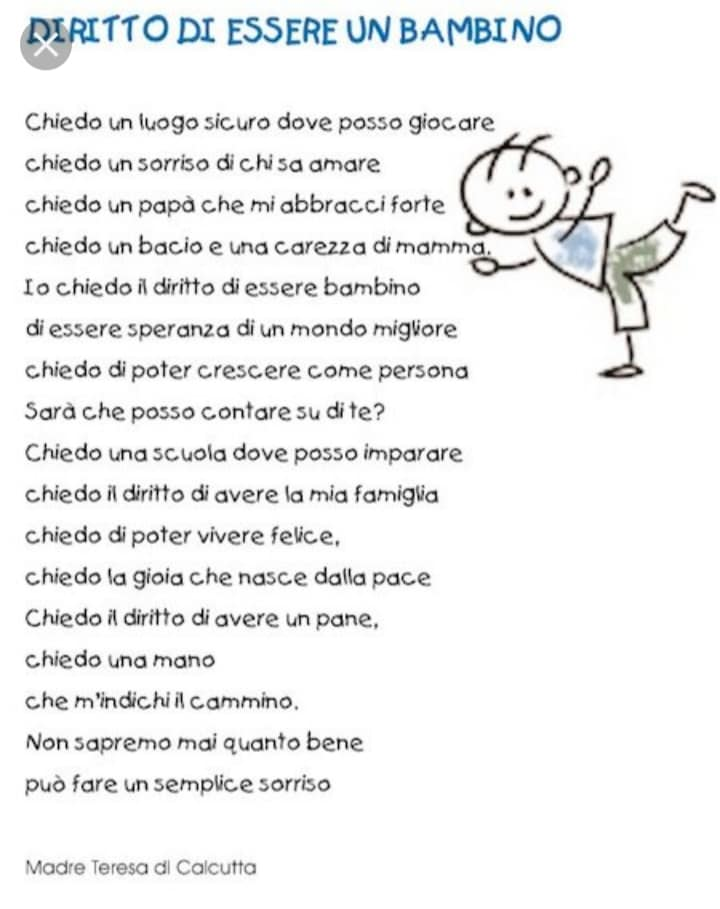 DIRITTO DI ESSERE UN BAMBINO
Chiedo un luogo sicuro dove posso giocare
chiedo un sorriso di chi sa amare
chiedo un papà che mi abbracci forte
chiedo un bacio e una carezza di mamma.
Io chiedo il diritto di essere bambino
di essere speranza di un mondo migliore
chiedo di poter crescere come persona
Sarà che posso contare su di te?
Chiedo una scuola dove posso imparare
chiedo il diritto di avere la mia famiglia
chiedo di poter vivere felice,
chiedo la gioia che nasce dalla pace
Chiedo il diritto di avere un pane,
chiedo una mano
che m'indichi il cammino.
Non sapremo mai quanto bene
può fare un semplice sorriso
Madre Teresa di Calcutta